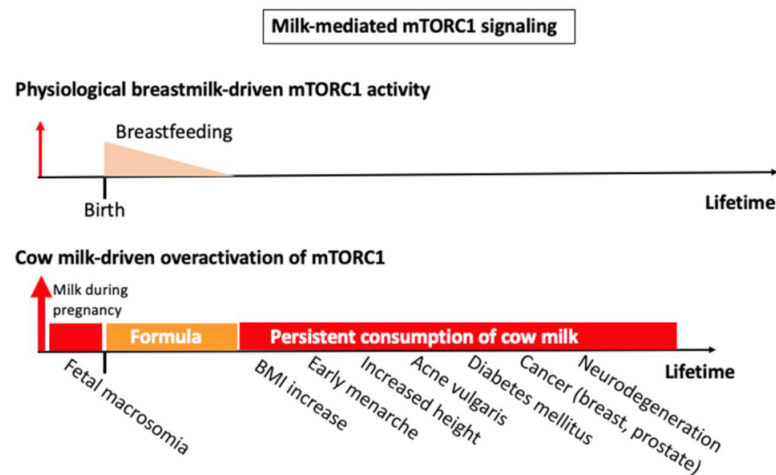 Milk-mediated mTORC1 signaling
Physiological breastmilk-driven mTORC1 activity
Breastfeeding
Birth
Lifetime
Cow milk-driven overactivation of mTORC1
Milk during
pregnancy
Formula
Persistent consumption of cow milk
Lifetime
Fetal macrosomia
BMI increase
Early menarche
Increased height
Acne vulgaris
Diabetes mellitus
Cancer (breast, prostate)
Neurodegeneration